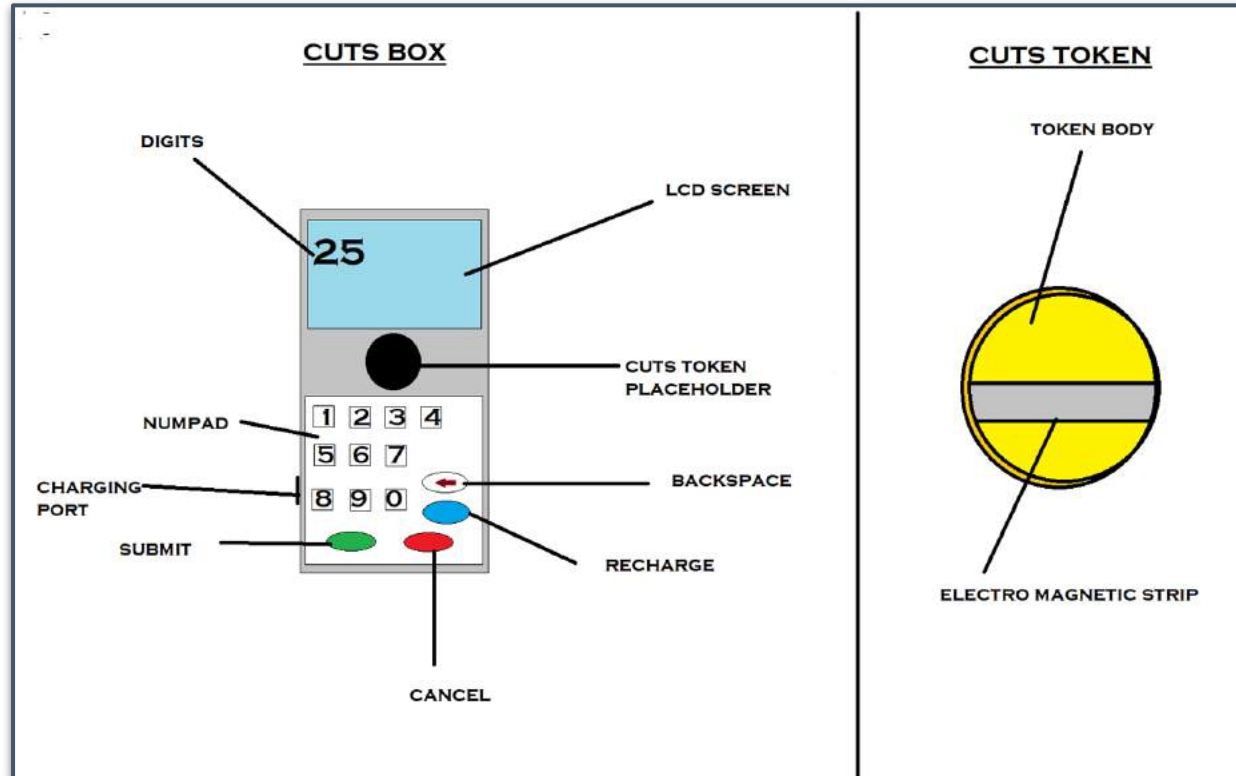 CUTS BOX
DIGITS
LCD SCREEN
25
CUTS TOKEN
PLACEHOLDER
NUMPAD
1 2 3 4
5 6 7
8 9 0
BACKSPACE
CHARGING
PORT
SUBMIT
RECHARGE
CANCEL
CUTS TOKEN
TOKEN BODY
ELECTRO MAGNETIC STRIP